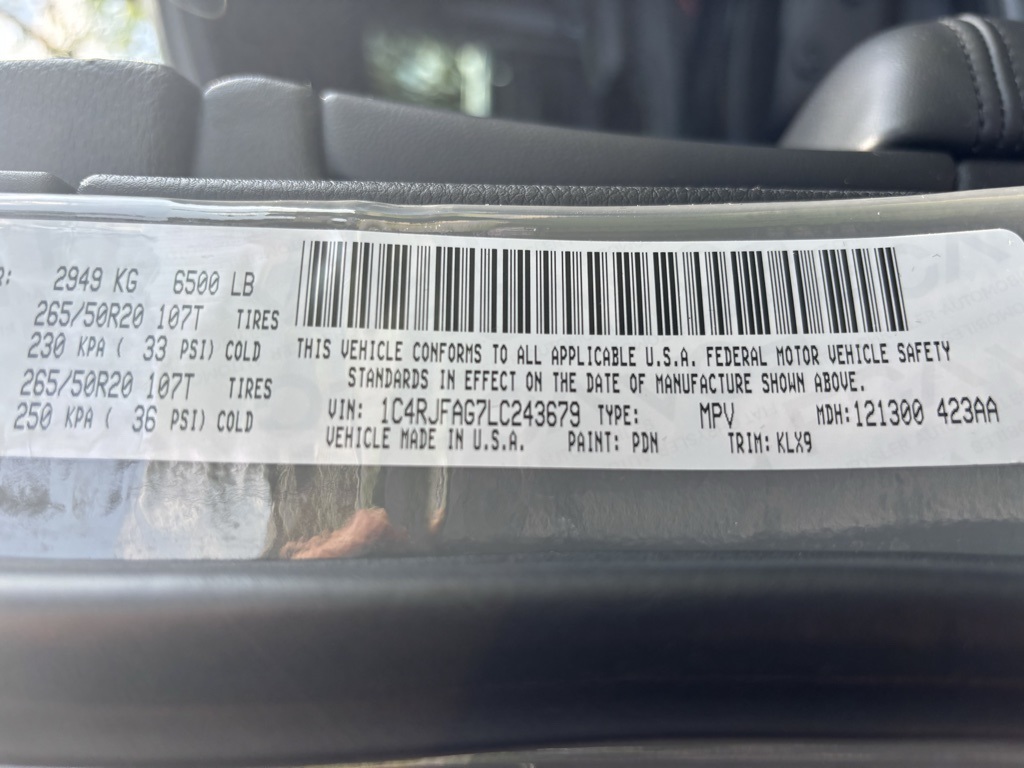 R: 2949 KG 6500 LB
265/50R20 107T TIRES
230 KPA ( 33 PSI) COLD
265/50R20 107T TIRES
250 KPA ( 36 PSI) COLD
THIS VEHICLE CONFORMS TO ALL APPLICABLE U.S.A. FEDERAL MOTOR VEHICLE SAFETY
STANDARDS IN EFFECT ON THE DATE OF MANUFACTURE SHOWN ABOVE.
VIN: 1C4RJFAG7LC243679 TYPE: MPV MDH:121300 423AA
VEHICLE MADE IN U.S.A. PAINT: PDN TRIM: KLX9